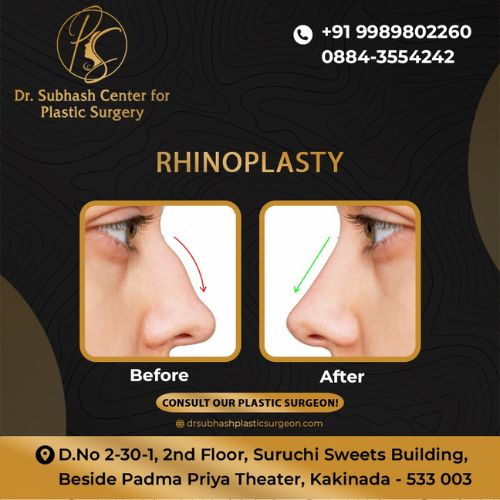 +91 9989802260
0884-3554242
Dr. Subhash Center for
Plastic Surgery
RHINOPLASTY
Before
After
CONSULT OUR PLASTIC SURGEON!
drsubhashplasticsurgeon.com
D.No 2-30-1, 2nd Floor, Suruchi Sweets Building,
Beside Padma Priya Theater, Kakinada - 533 003